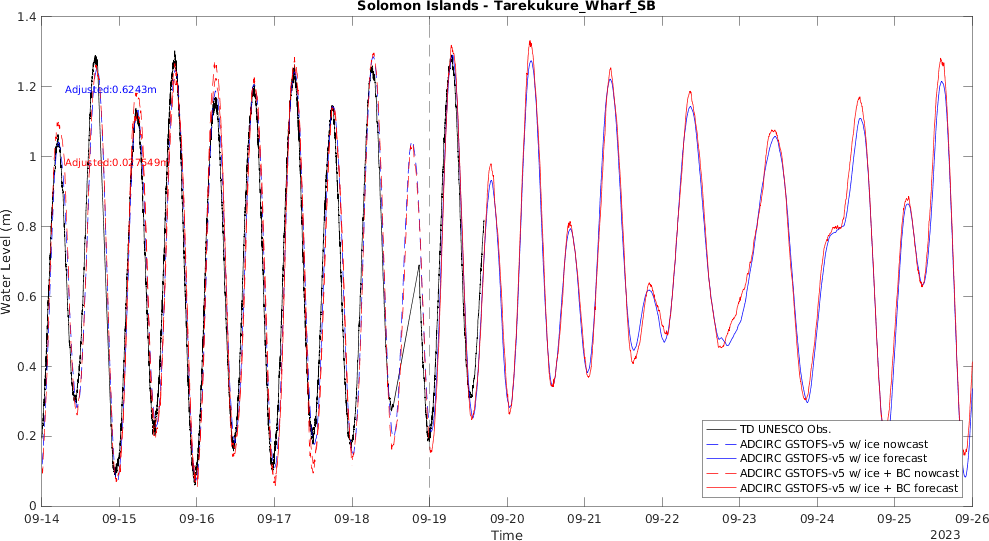 Solomon Islands - Tarekukure_Wharf_SB
1.4
1.2
1
0.8
0.6
0.4
0.2
0
Water Level (m)
Adjusted:0.6243m
Adjusted:0.027549m
TD UNESCO Obs.
ADCIRC GSTOFS-v5 w/ ice nowcast
ADCIRC GSTOFS-v5 w/ ice forecast
ADCIRC GSTOFS-v5 w/ ice + BC nowcast
ADCIRC GSTOFS-v5 w/ ice + BC forecast
09-14 09-15 09-16 09-17 09-18 09-19 09-20 09-21 09-22 09-23 09-24 09-25 09-26
Time
2023